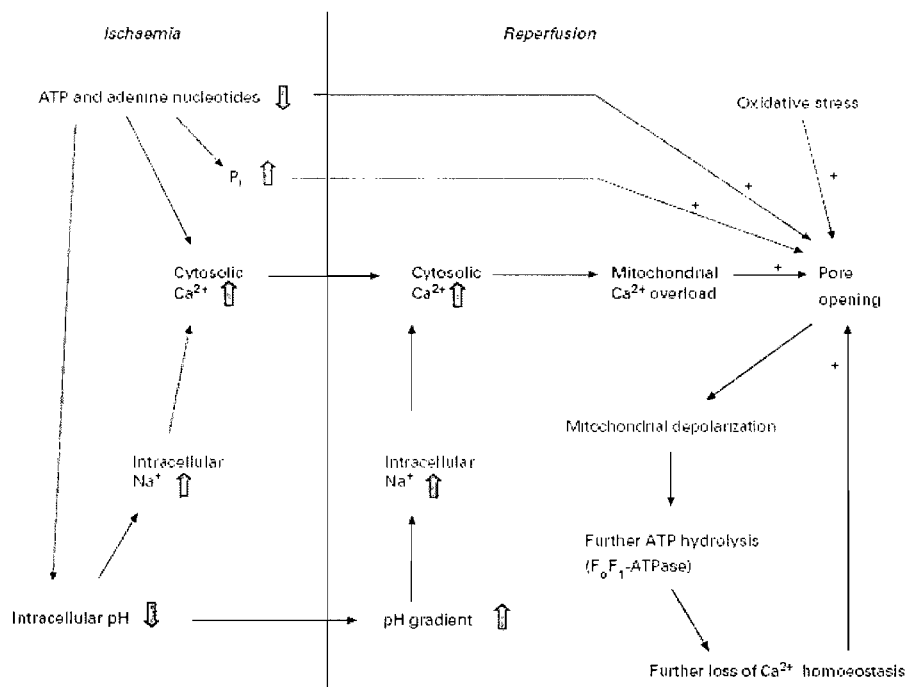 Ischaemia
Reperfusion
ATP and adenine nucleotides
Oxidative stress
Pi
+
+
+
Cytosolic
Ca2+
Cytosolic
Ca2+
Mitochondrial
Ca2+ overload
+
Pore
opening
+
Mitochondrial depolarization
Intracellular
Na+
Intracellular
Na+
Further ATP hydrolysis
(FoF1-ATPase)
Intracellular pH
pH gradient
Further loss of Ca2+ homoeostasis